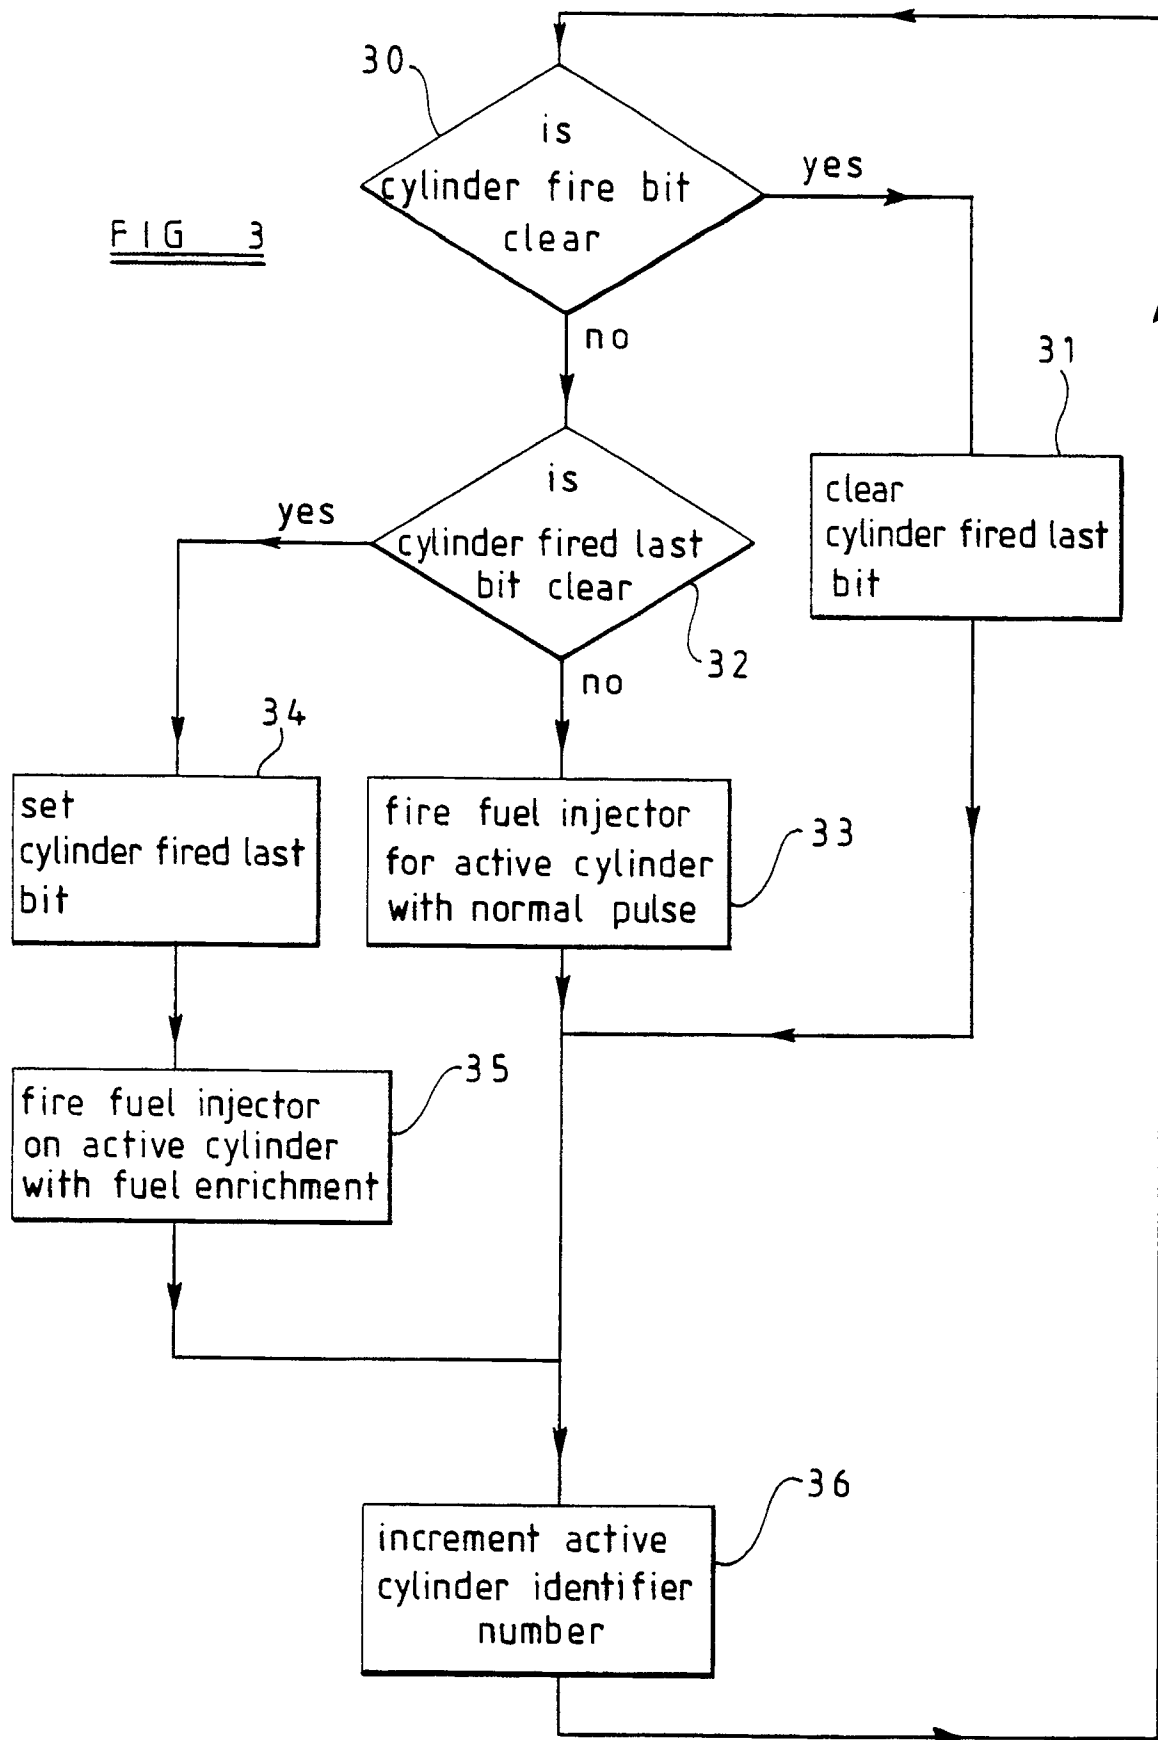 30
is
cylinder fire bit
clear
yes
FIG 3
no
31
is
cylinder fired last
bit clear
yes
clear
cylinder fired last
bit
32
no
34
set
cylinder fired last
bit
fire fuel injector
for active cylinder
with normal pulse
33
35
fire fuel injector
on active cylinder
with fuel enrichment
36
increment active
cylinder identifier
number